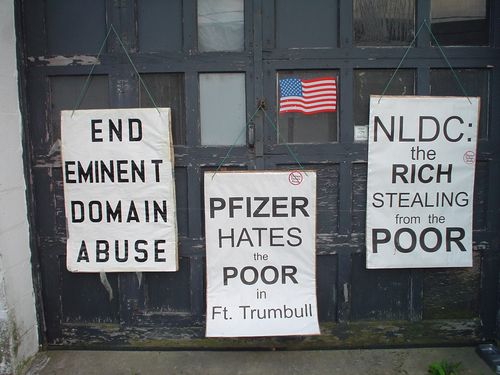 END
EMINENT
DOMAIN
ABUSE
PFIZER
HATES
the
POOR
in
Ft. Trumbull
NLDC:
the
RICH
STEALING
from the
POOR